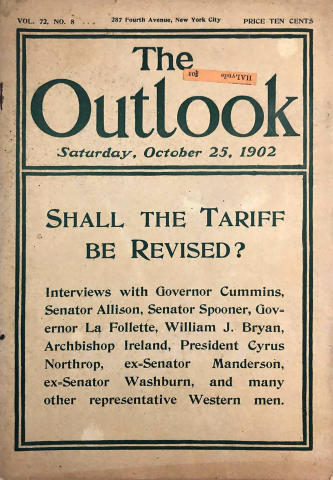 VOL. 72, NO. 8 ... 287 Fourth Avenue, New York City PRICE TEN CENTS
The
Outlook
Saturday, October 25, 1902
SHALL THE TARIFF
BE REVISED?
Interviews with Governor Cummins,
Senator Allison, Senator Spooner, Gov-
ernor La Follette, William J. Bryan,
Archbishop Ireland, President Cyrus
Northrop, ex-Senator Manderson,
ex-Senator Washburn, and many
other representative Western men.